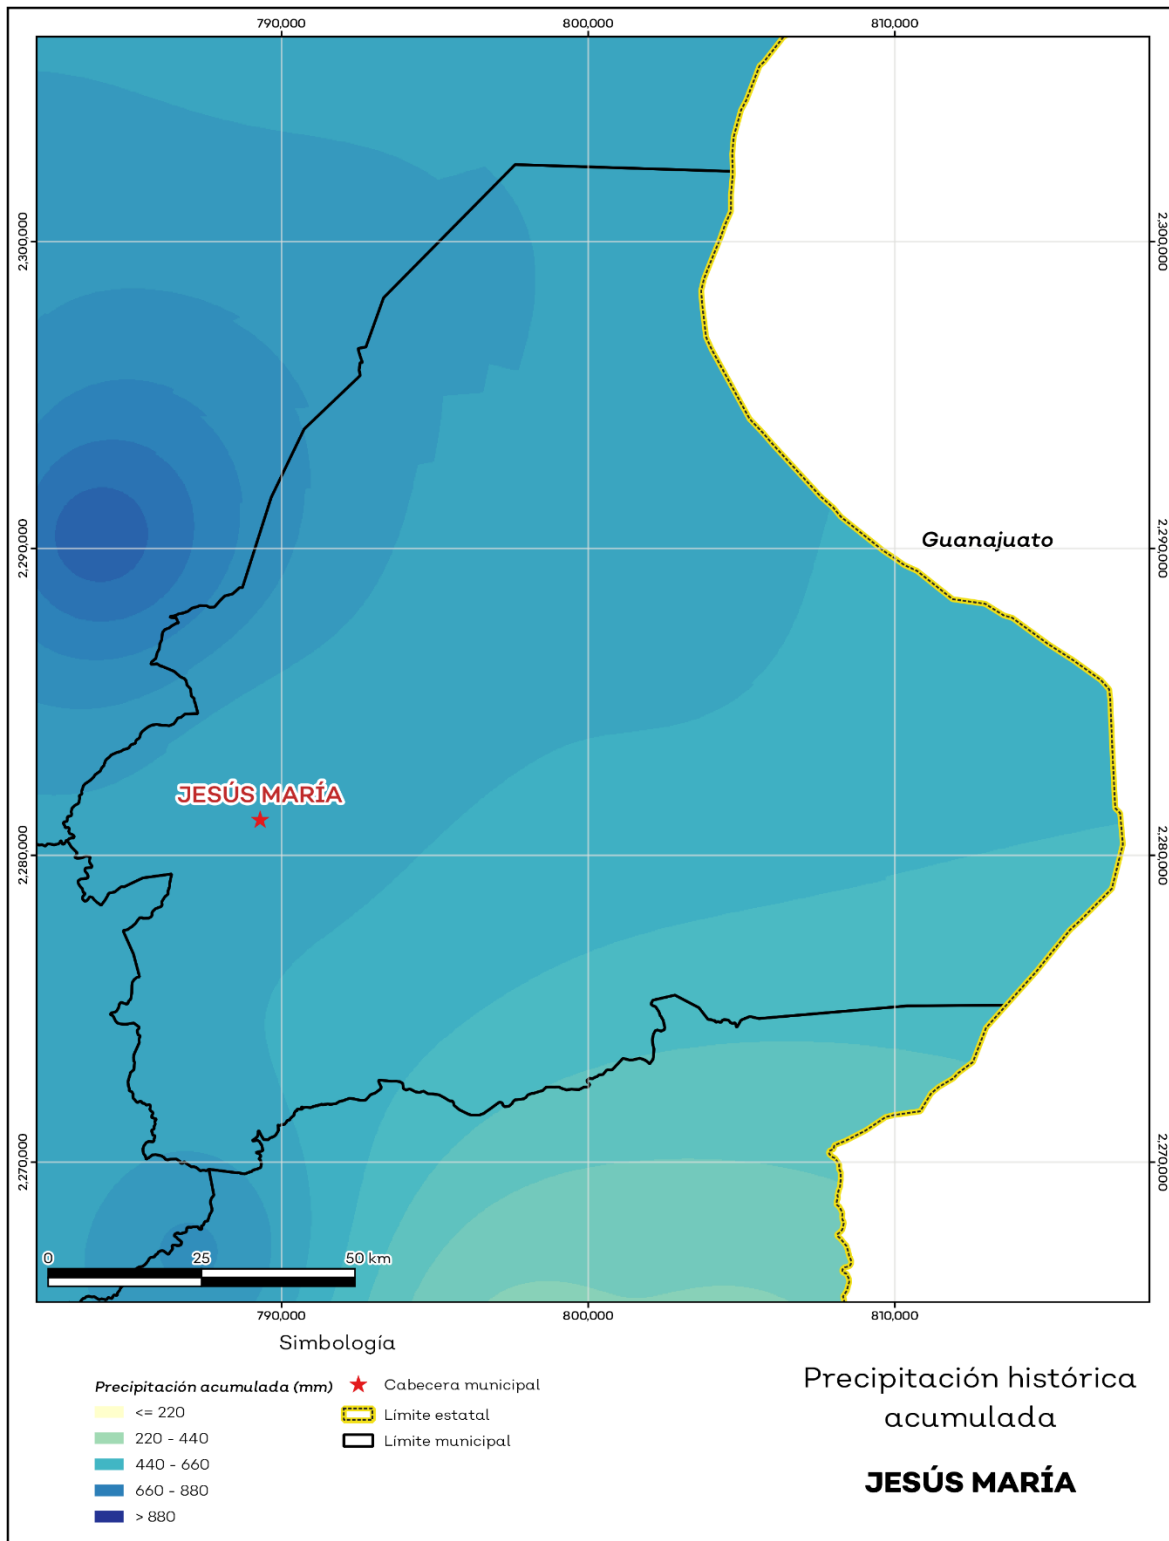 790,000
800,000
810,000
2,300,000
2,300,000
2,290,000
2,290,000
Guanajuato
JESÚS MARÍA
2,280,000
2,280,000
2,270,000
2,270,000
0
25
50 km
790,000
800,000
810,000
Simbología
Precipitación acumulada (mm)
<= 220
220 - 440
440 - 660
660 - 880
> 880
Cabecera municipal
Límite estatal
Límite municipal
Precipitación histórica
acumulada
JESÚS MARÍA